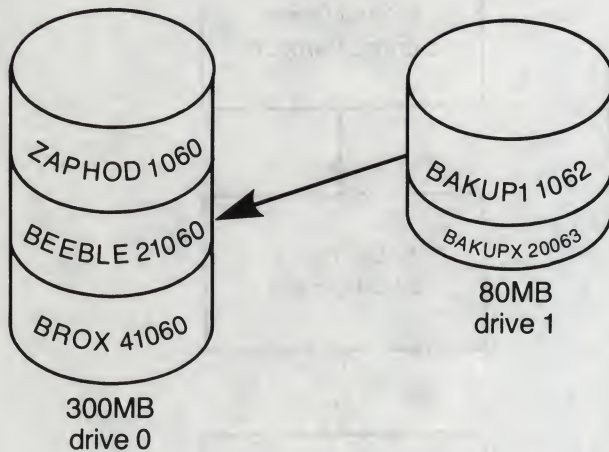 ZAPHOD 1060
BEEBLE 21060
BROX 41060
300MB
drive 0
BAKUP1 1062
BAKUPX 20063
80MB
drive 1